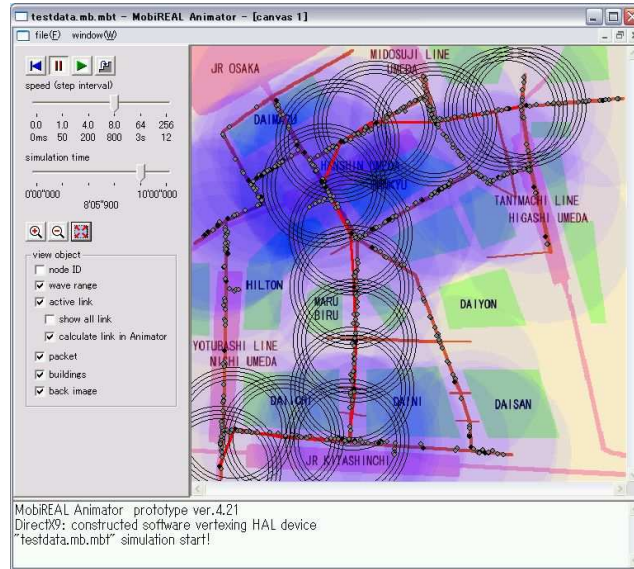 testdata.mb.mbt - MobiREAL Animator - [canvas 1]
file(F) window(W)
speed (step interval)
0.0 1.0 4.0 8.0 64 256
0ms 50 200 800 3s 12
simulation time
0'00"000 10'00"000
8'05"900
view object
node ID
wave range
active link
show all link
calculate link in Animator
packet
buildings
back image
MIDOSUJI LINE
UMEDA
JR OSAKA
DAIMARU
HANSHIN UMEDA
HANKYU
TANIMACHI LINE
HIGASHI UMEDA
HILTON
MARU
BIRU
DAIYON
YOTUBASHI LINE
NISHI UMEDA
DAIICHI
DAINI
DAISAN
JR KITASHINCHI
MobiREAL Animator prototype ver.4.21
DirectX9: constructed software vertexing HAL device
"testdata.mb.mbt" simulation start!